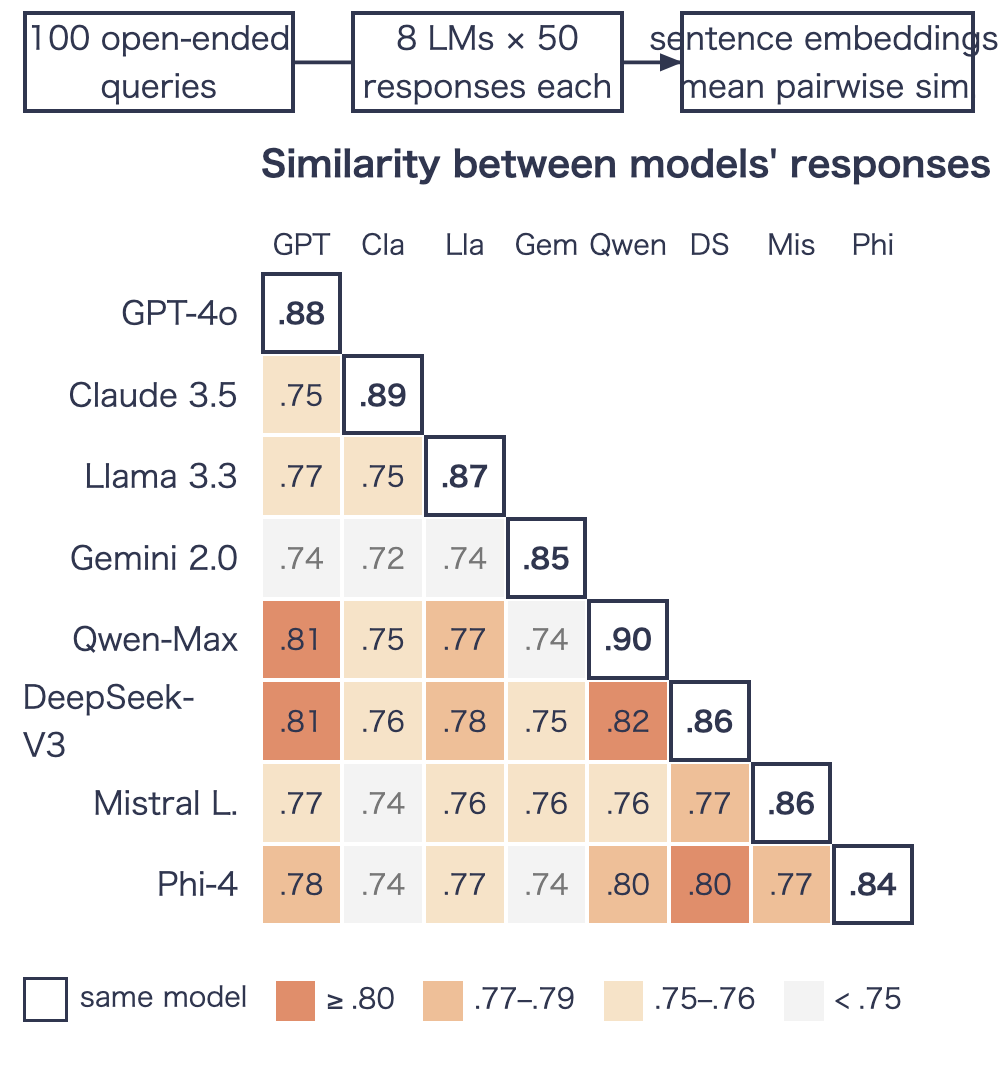 100 open-ended
queries
8 LMs × 50
responses each
sentence embeddings
mean pairwise sim
Similarity between models' responses
GPT Cla Lla Gem Qwen DS Mis Phi
GPT-4o .88
Claude 3.5 .75 .89
Llama 3.3 .77 .75 .87
Gemini 2.0 .74 .72 .74 .85
Qwen-Max .81 .75 .77 .74 .90
DeepSeek-
V3 .81 .76 .78 .75 .82 .86
Mistral L. .77 .74 .76 .76 .76 .77 .86
Phi-4 .78 .74 .77 .74 .80 .80 .77 .84
same model ≥ .80 .77–.79 .75–.76 < .75